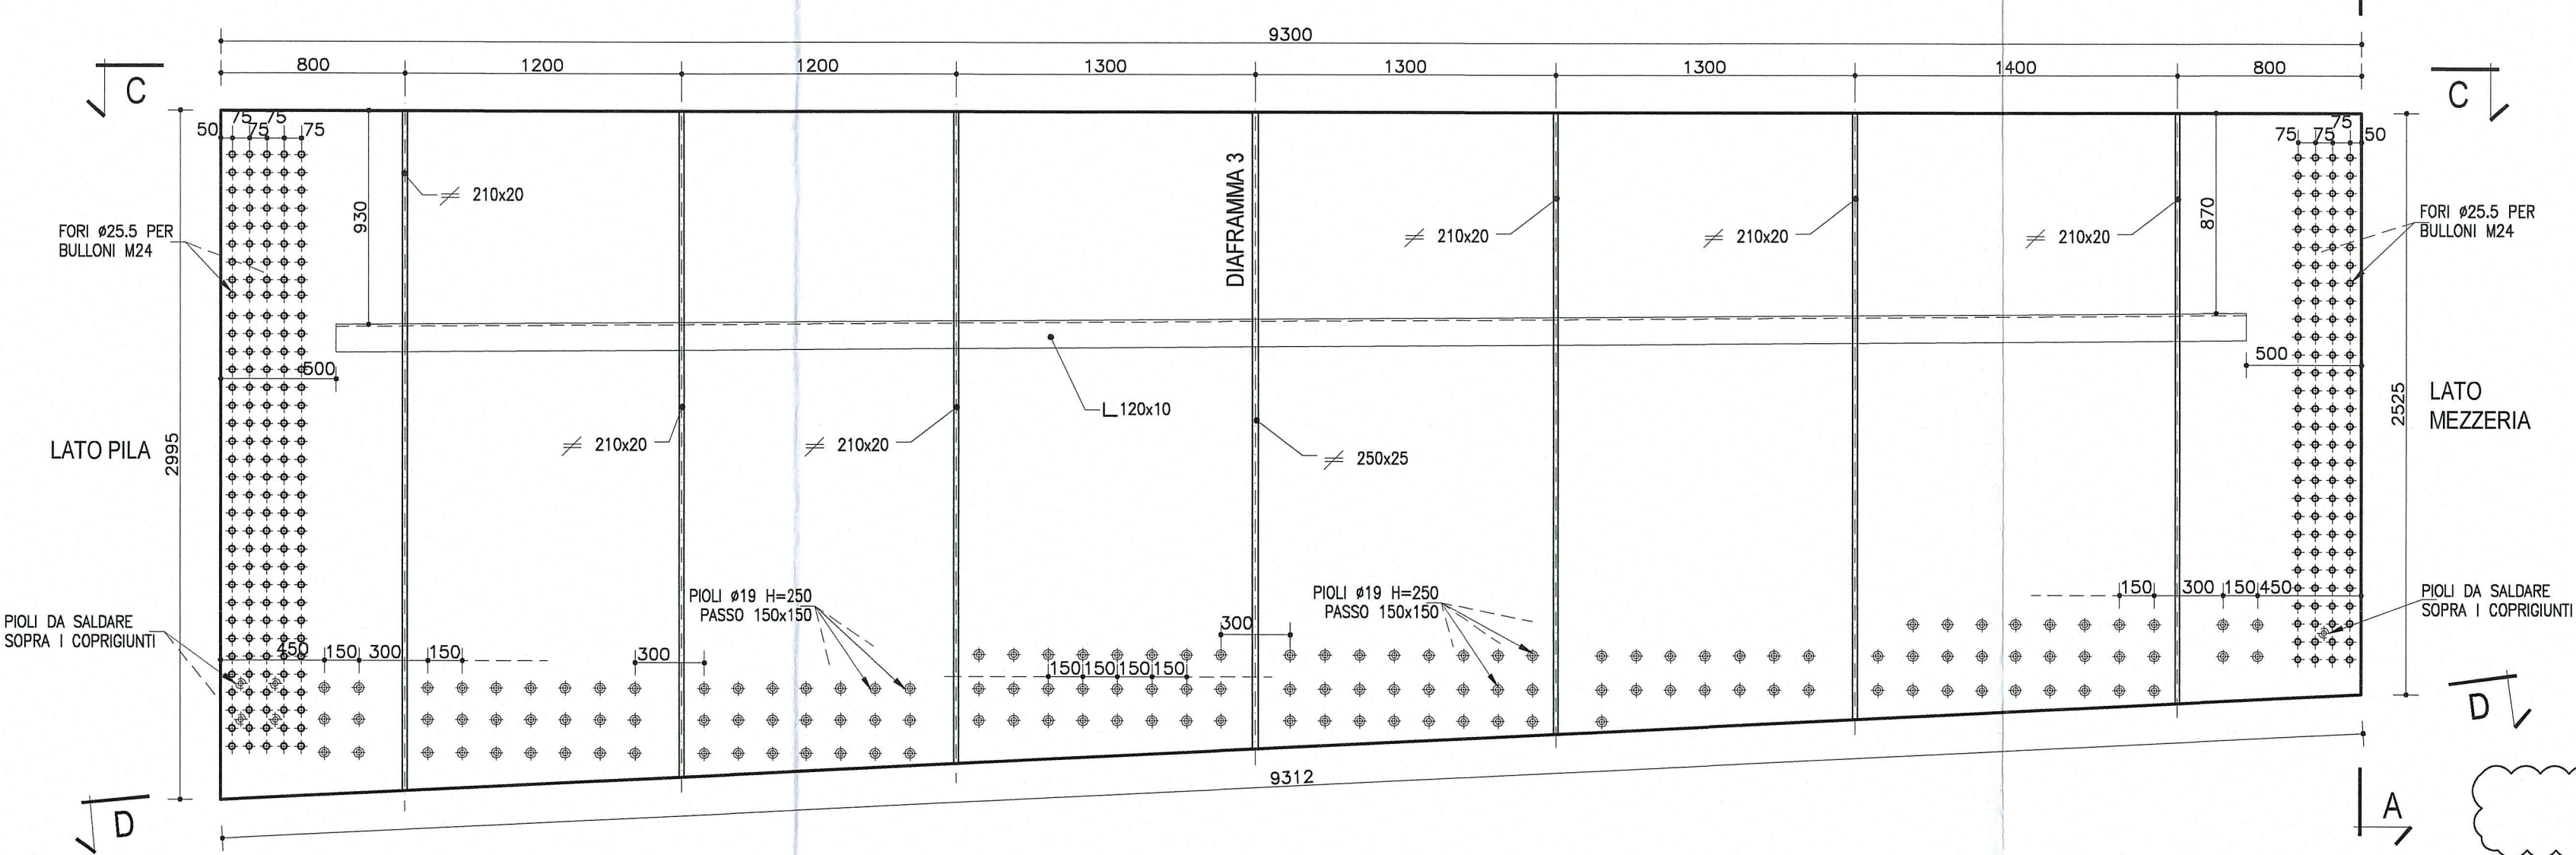 9300
800
1200
1200
1300
1300
1300
1400
800
C
C
50
75
75
75
75
75
75
75
50
930
210x20
DIAFRAMMA 3
210x20
210x20
210x20
870
FORI ø25.5 PER
BULLONI M24
FORI ø25.5 PER
BULLONI M24
500
500
L 120x10
LATO PILA
2995
210x20
210x20
250x25
2525
LATO
MEZZERIA
PIOLI ø19 H=250
PASSO 150x150
PIOLI ø19 H=250
PASSO 150x150
150
300
150
450
PIOLI DA SALDARE
SOPRA I COPRIGIUNTI
PIOLI DA SALDARE
SOPRA I COPRIGIUNTI
450
150
300
150
300
300
150
150
150
150
9312
D
D
A